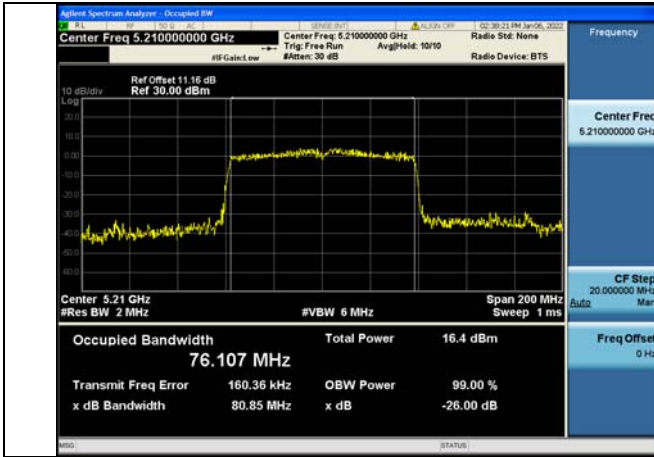 Agilent Spectrum Analyzer - Occupied BW
RL RF 50 Ω AC SENSE:INT ALIGN OFF 02:38:21 PM Jan 06, 2022
Center Freq 5.210000000 GHz Center Freq: 5.210000000 GHz Radio Std: None
Trig: Free Run Avg|Hold: 10/10
#IFGain:Low #Atten: 30 dB Radio Device: BTS
Ref Offset 11.16 dB
10 dB/div Ref 30.00 dBm
Log
20.0
10.0
0.00
-10.0
-20.0
-30.0
-40.0
-50.0
-60.0
Center 5.21 GHz Span 200 MHz
#Res BW 2 MHz #VBW 6 MHz Sweep 1 ms
Occupied Bandwidth Total Power 16.4 dBm
76.107 MHz
Transmit Freq Error 160.36 kHz OBW Power 99.00 %
x dB Bandwidth 80.85 MHz x dB -26.00 dB
MSG STATUS
Frequency
Center Freq
5.210000000 GHz
CF Step
20.000000 MHz
Auto Man
Freq Offset
0 Hz